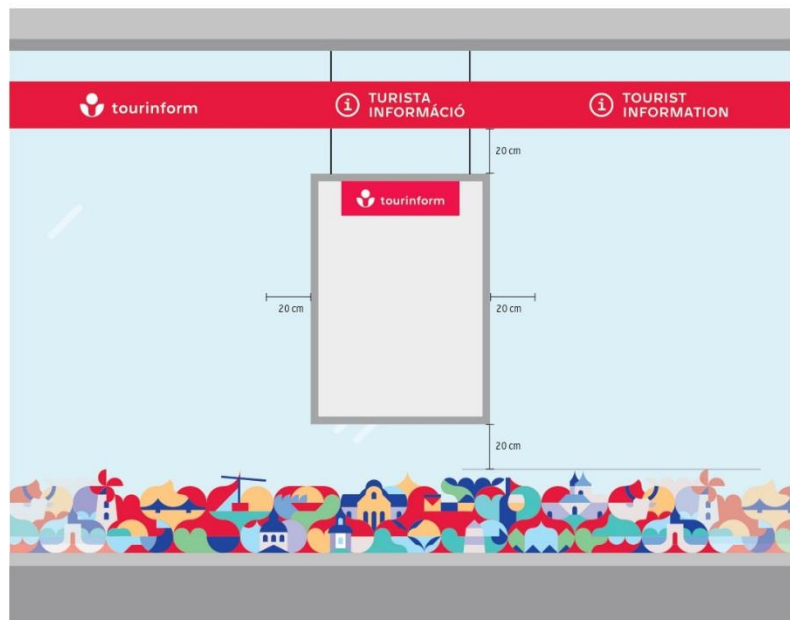 tourinform
TURISTA
INFORMÁCIÓ
TOURIST
INFORMATION
20 cm
tourinform
20 cm
20 cm
20 cm